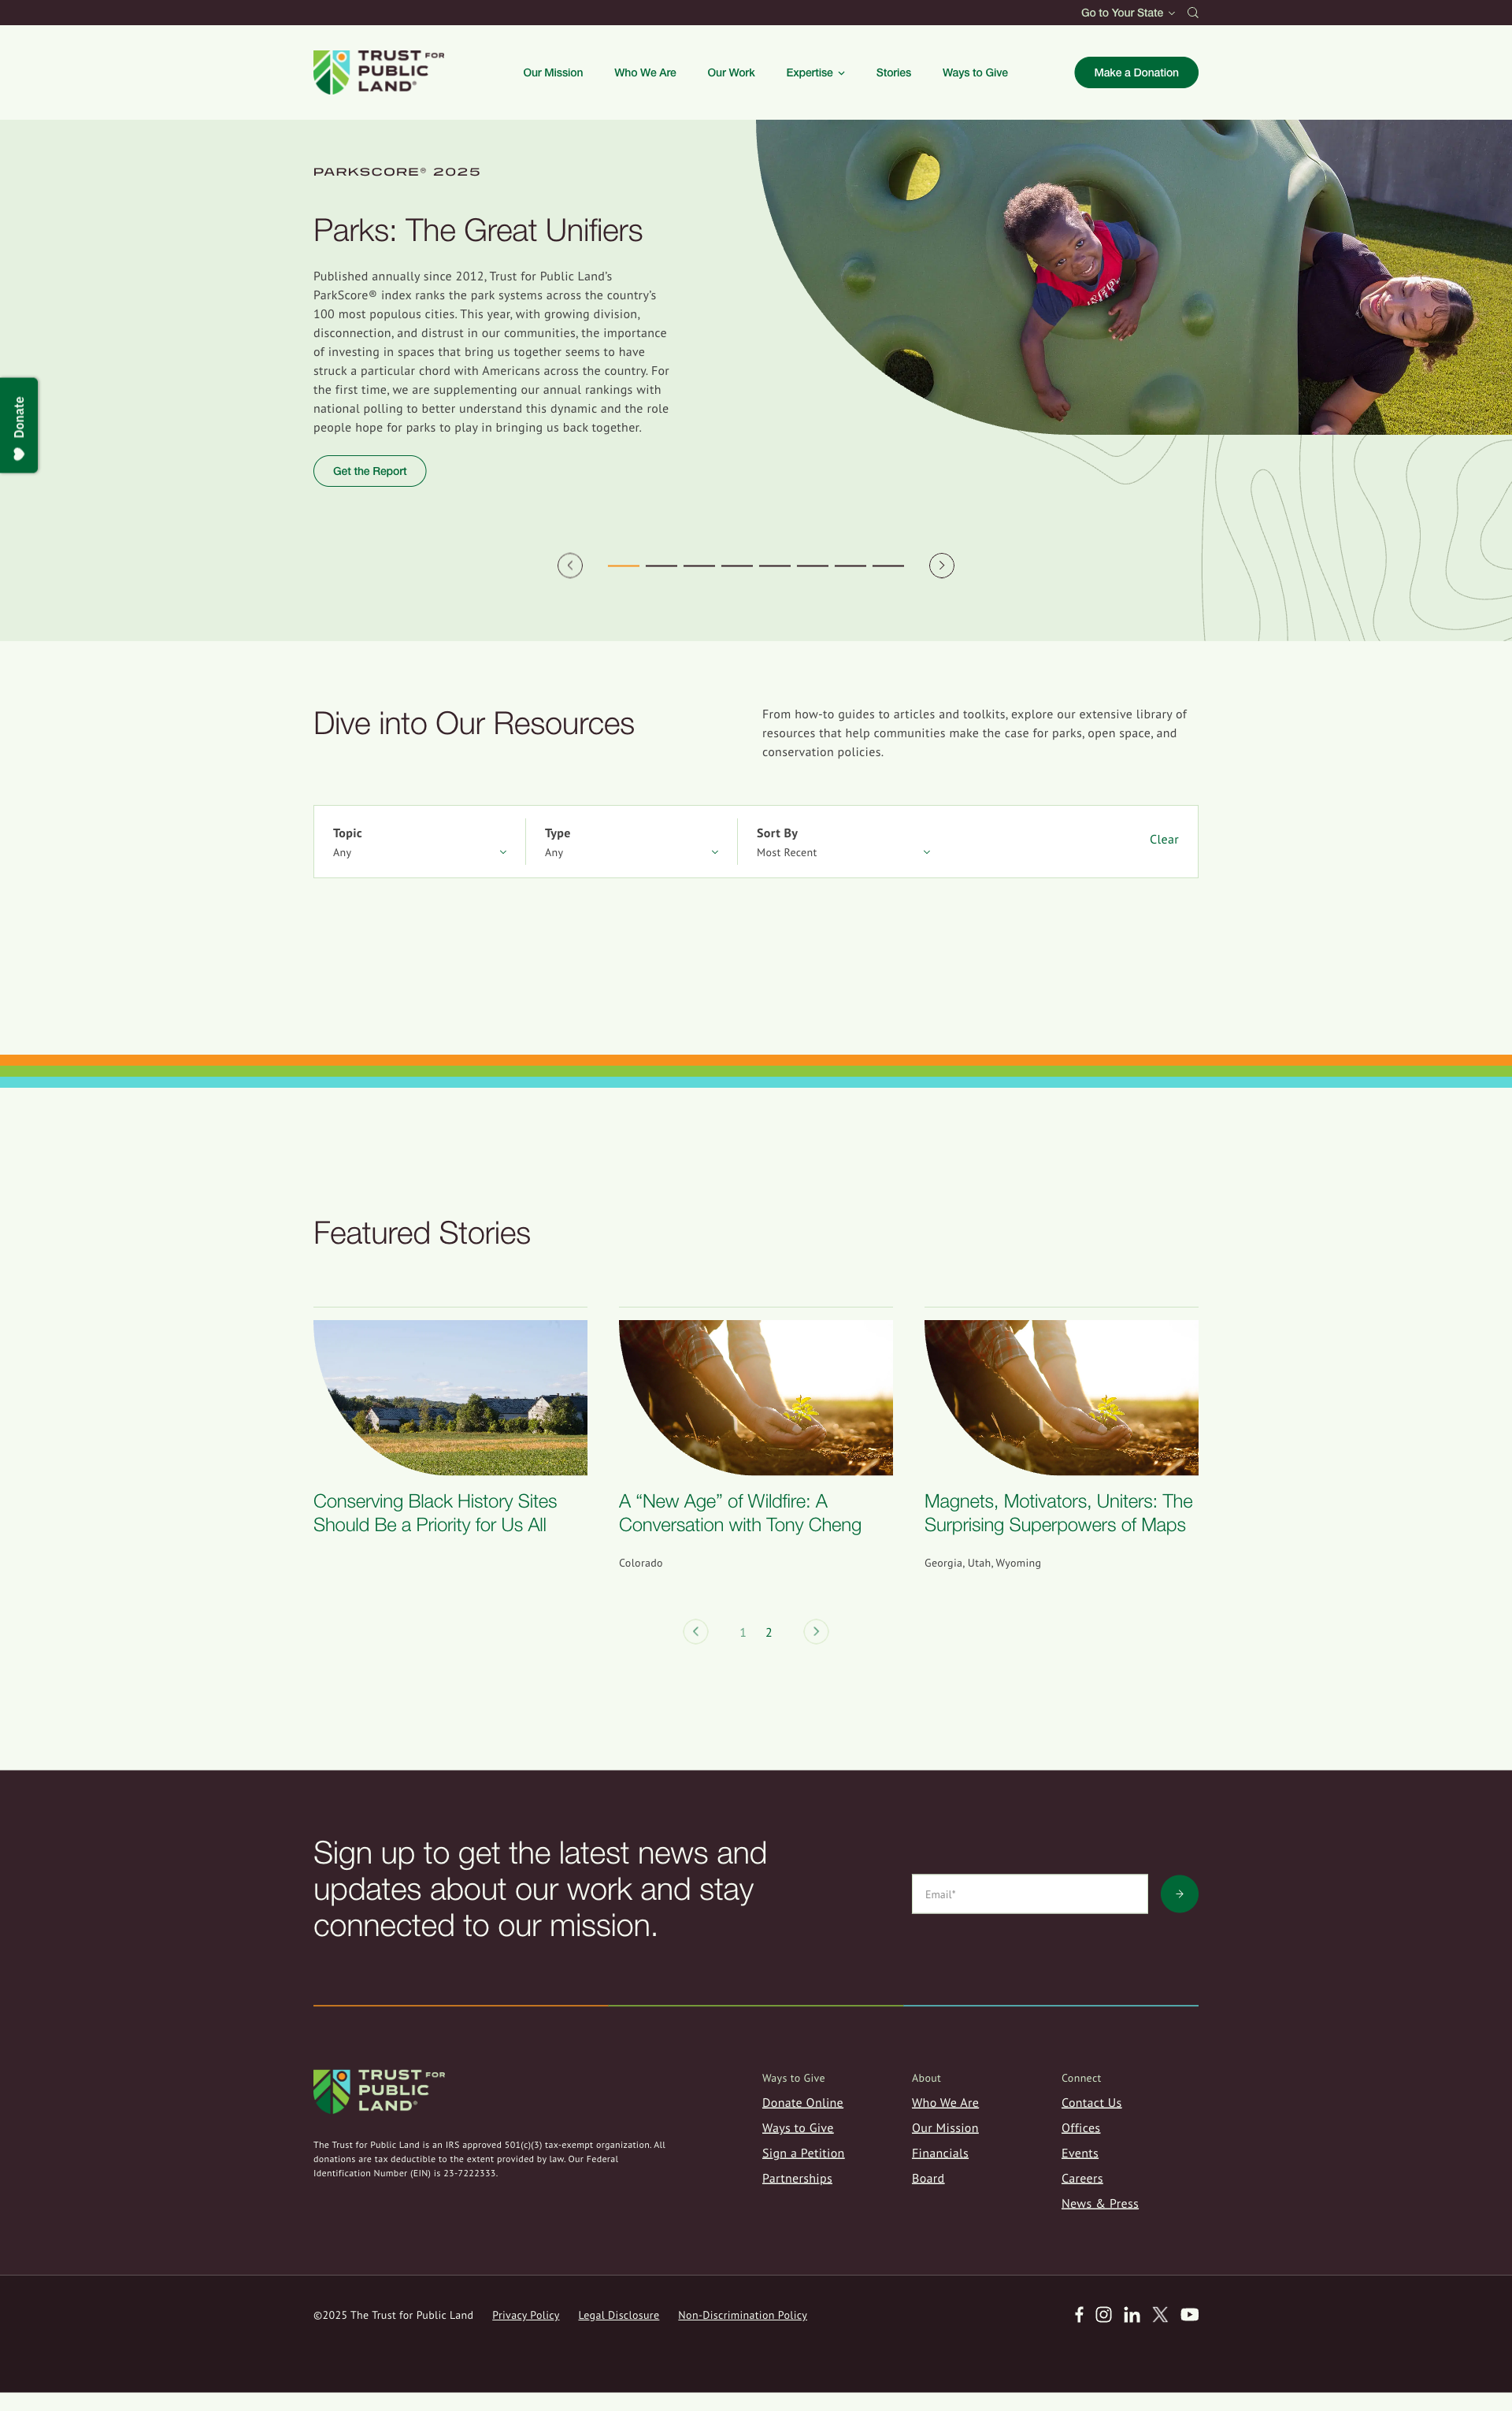 Go to Your State
TRUST FOR
PUBLIC
LAND®
Our Mission
Who We Are
Our Work
Expertise
Stories
Ways to Give
Make a Donation
PARKSCORE® 2025
Parks: The Great Unifiers
Published annually since 2012, Trust for Public Land’s
ParkScore® index ranks the park systems across the country’s
100 most populous cities. This year, with growing division,
disconnection, and distrust in our communities, the importance
of investing in spaces that bring us together seems to have
struck a particular chord with Americans across the country. For
the first time, we are supplementing our annual rankings with
national polling to better understand this dynamic and the role
people hope for parks to play in bringing us back together.
Get the Report
Donate
Dive into Our Resources
From how-to guides to articles and toolkits, explore our extensive library of
resources that help communities make the case for parks, open space, and
conservation policies.
Topic
Any
Type
Any
Sort By
Most Recent
Clear
Featured Stories
Conserving Black History Sites
Should Be a Priority for Us All
A “New Age” of Wildfire: A
Conversation with Tony Cheng
Colorado
Magnets, Motivators, Uniters: The
Surprising Superpowers of Maps
Georgia, Utah, Wyoming
1 2
Sign up to get the latest news and
updates about our work and stay
connected to our mission.
Email*
TRUST FOR
PUBLIC
LAND®
The Trust for Public Land is an IRS approved 501(c)(3) tax-exempt organization. All
donations are tax deductible to the extent provided by law. Our Federal
Identification Number (EIN) is 23-7222333.
Ways to Give
Donate Online
Ways to Give
Sign a Petition
Partnerships
About
Who We Are
Our Mission
Financials
Board
Connect
Contact Us
Offices
Events
Careers
News & Press
©2025 The Trust for Public Land
Privacy Policy
Legal Disclosure
Non-Discrimination Policy